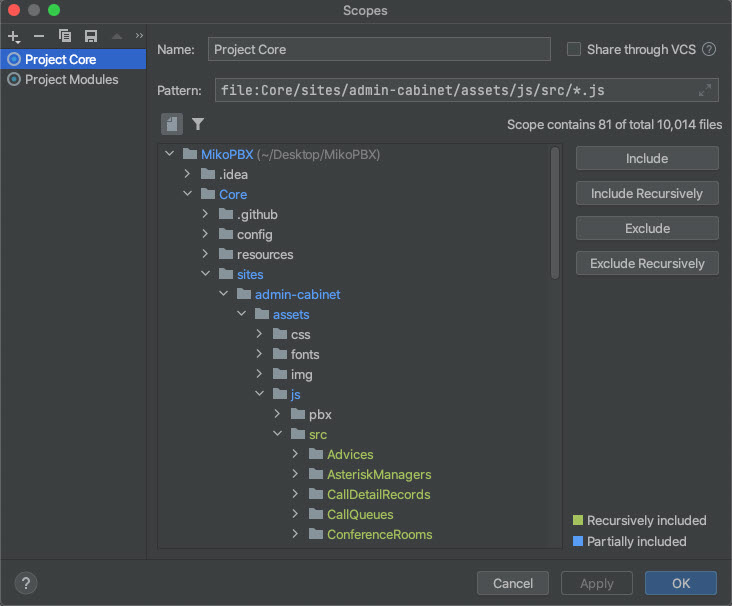 Scopes
Project Core
Project Modules
Name: Project Core
Share through VCS ?
Pattern: file:Core/sites/admin-cabinet/assets/js/src/*.js
Scope contains 81 of total 10,014 files
MikoPBX (~/Desktop/MikoPBX)
.idea
Core
.github
config
resources
sites
admin-cabinet
assets
css
fonts
img
js
pbx
src
Advices
AsteriskManagers
CallDetailRecords
CallQueues
ConferenceRooms
Include
Include Recursively
Exclude
Exclude Recursively
Recursively included
Partially included
?
Cancel
Apply
OK